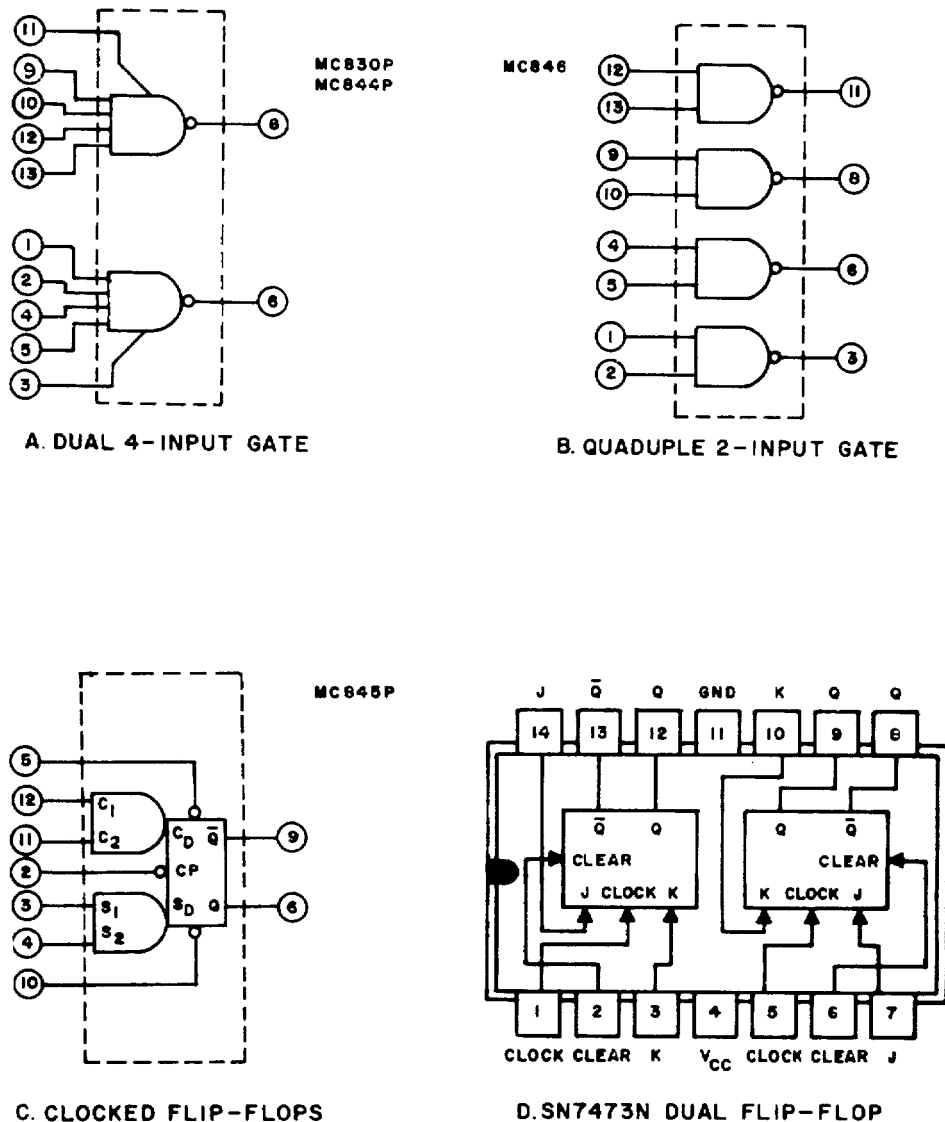 11
9
10
12
13
8
1
2
4
5
3
6
MC830P
MC844P
A. DUAL 4-INPUT GATE
MC846
12
13
11
9
10
8
4
5
6
1
2
3
B. QUADUPLE 2-INPUT GATE
MC845P
5
12
11
2
3
4
10
C1
C2
S1
S2
CD Q̅
CP
SD Q
9
6
C. CLOCKED FLIP-FLOPS
J Q̅ Q GND K Q Q
14 13 12 11 10 9 8
Q̅ Q
CLEAR
J CLOCK K
Q Q̅
CLEAR
K CLOCK J
1 2 3 4 5 6 7
CLOCK CLEAR K VCC CLOCK CLEAR J
D. SN7473N DUAL FLIP-FLOP